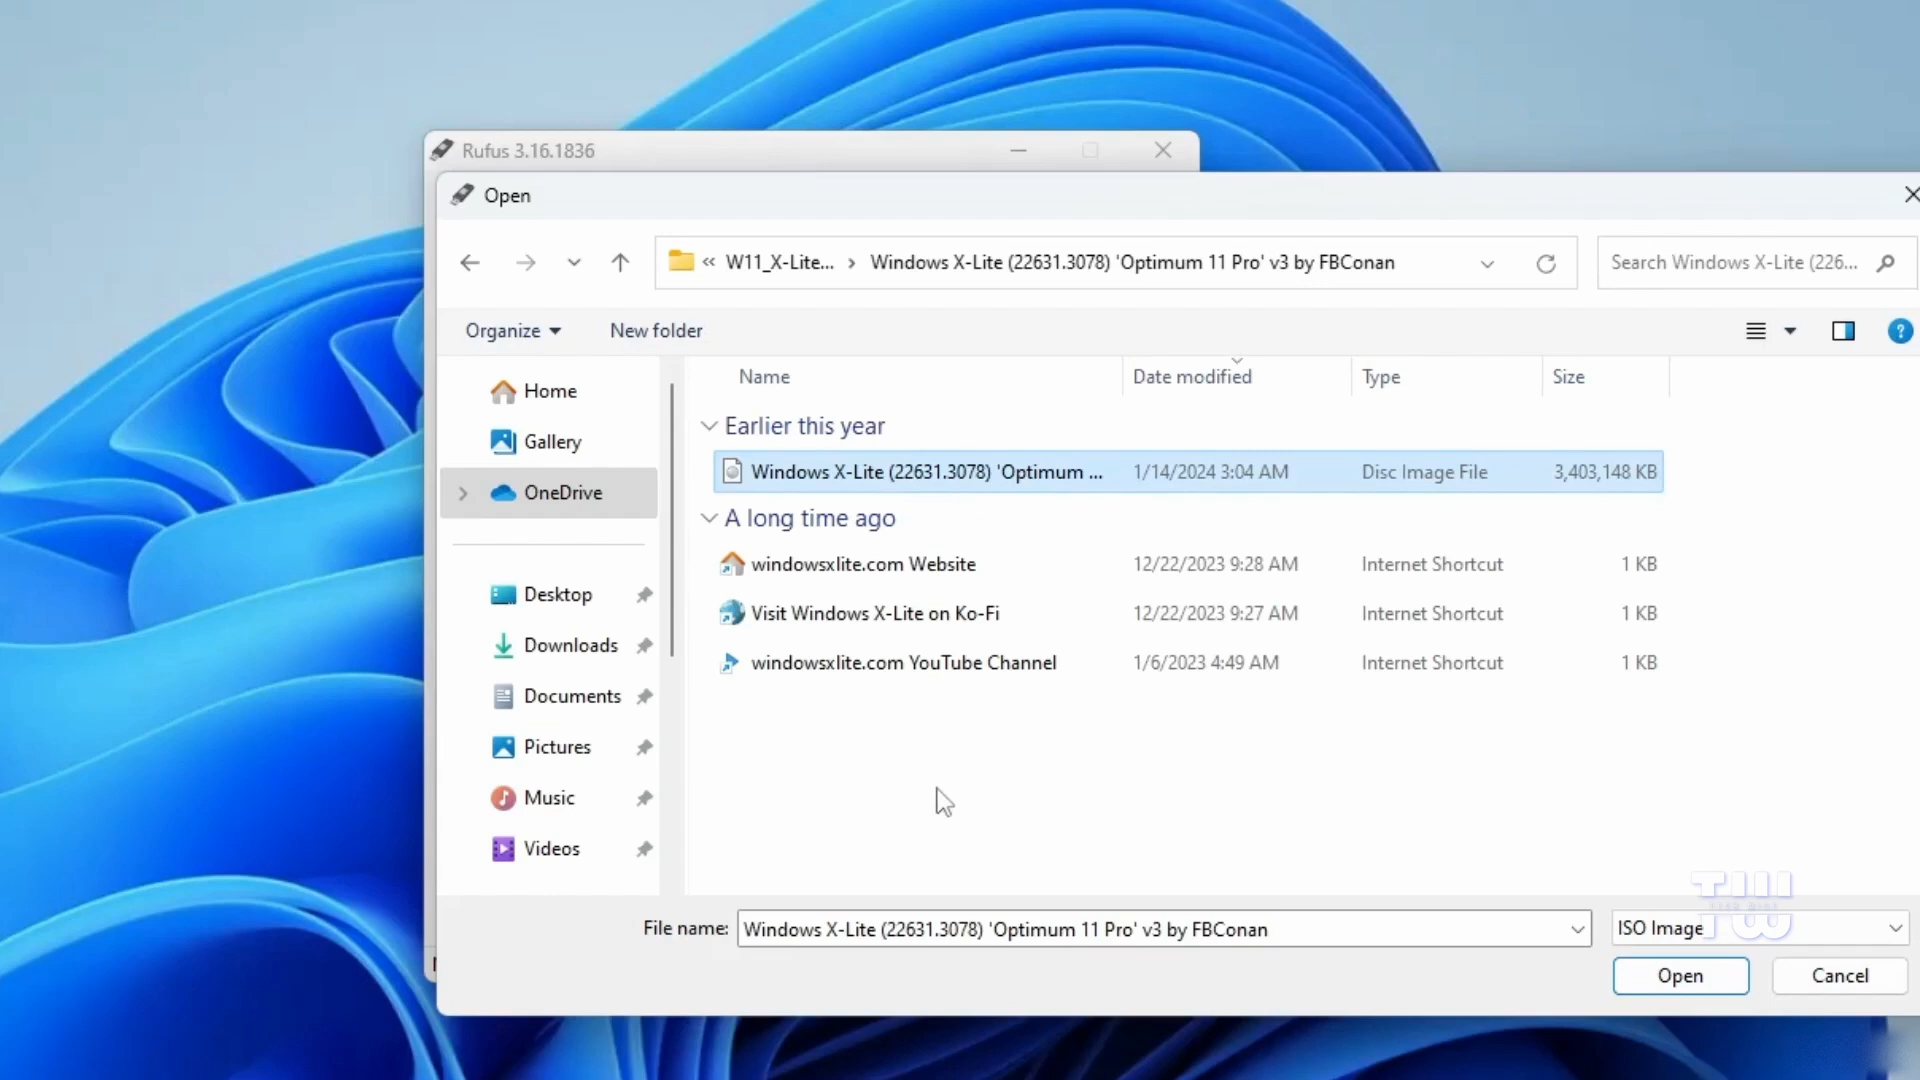 Rufus 3.16.1836
Open
« W11_X-Lite... › Windows X-Lite (22631.3078) 'Optimum 11 Pro' v3 by FBConan
Search Windows X-Lite (226...
Organize
New folder
?
Home
Gallery
OneDrive
Desktop
Downloads
Documents
Pictures
Music
Videos
Name Date modified Type Size
Earlier this year
Windows X-Lite (22631.3078) 'Optimum ... 1/14/2024 3:04 AM Disc Image File 3,403,148 KB
A long time ago
windowsxlite.com Website 12/22/2023 9:28 AM Internet Shortcut 1 KB
Visit Windows X-Lite on Ko-Fi 12/22/2023 9:27 AM Internet Shortcut 1 KB
windowsxlite.com YouTube Channel 1/6/2023 4:49 AM Internet Shortcut 1 KB
File name: Windows X-Lite (22631.3078) 'Optimum 11 Pro' v3 by FBConan
ISO Image
TW
Open
Cancel